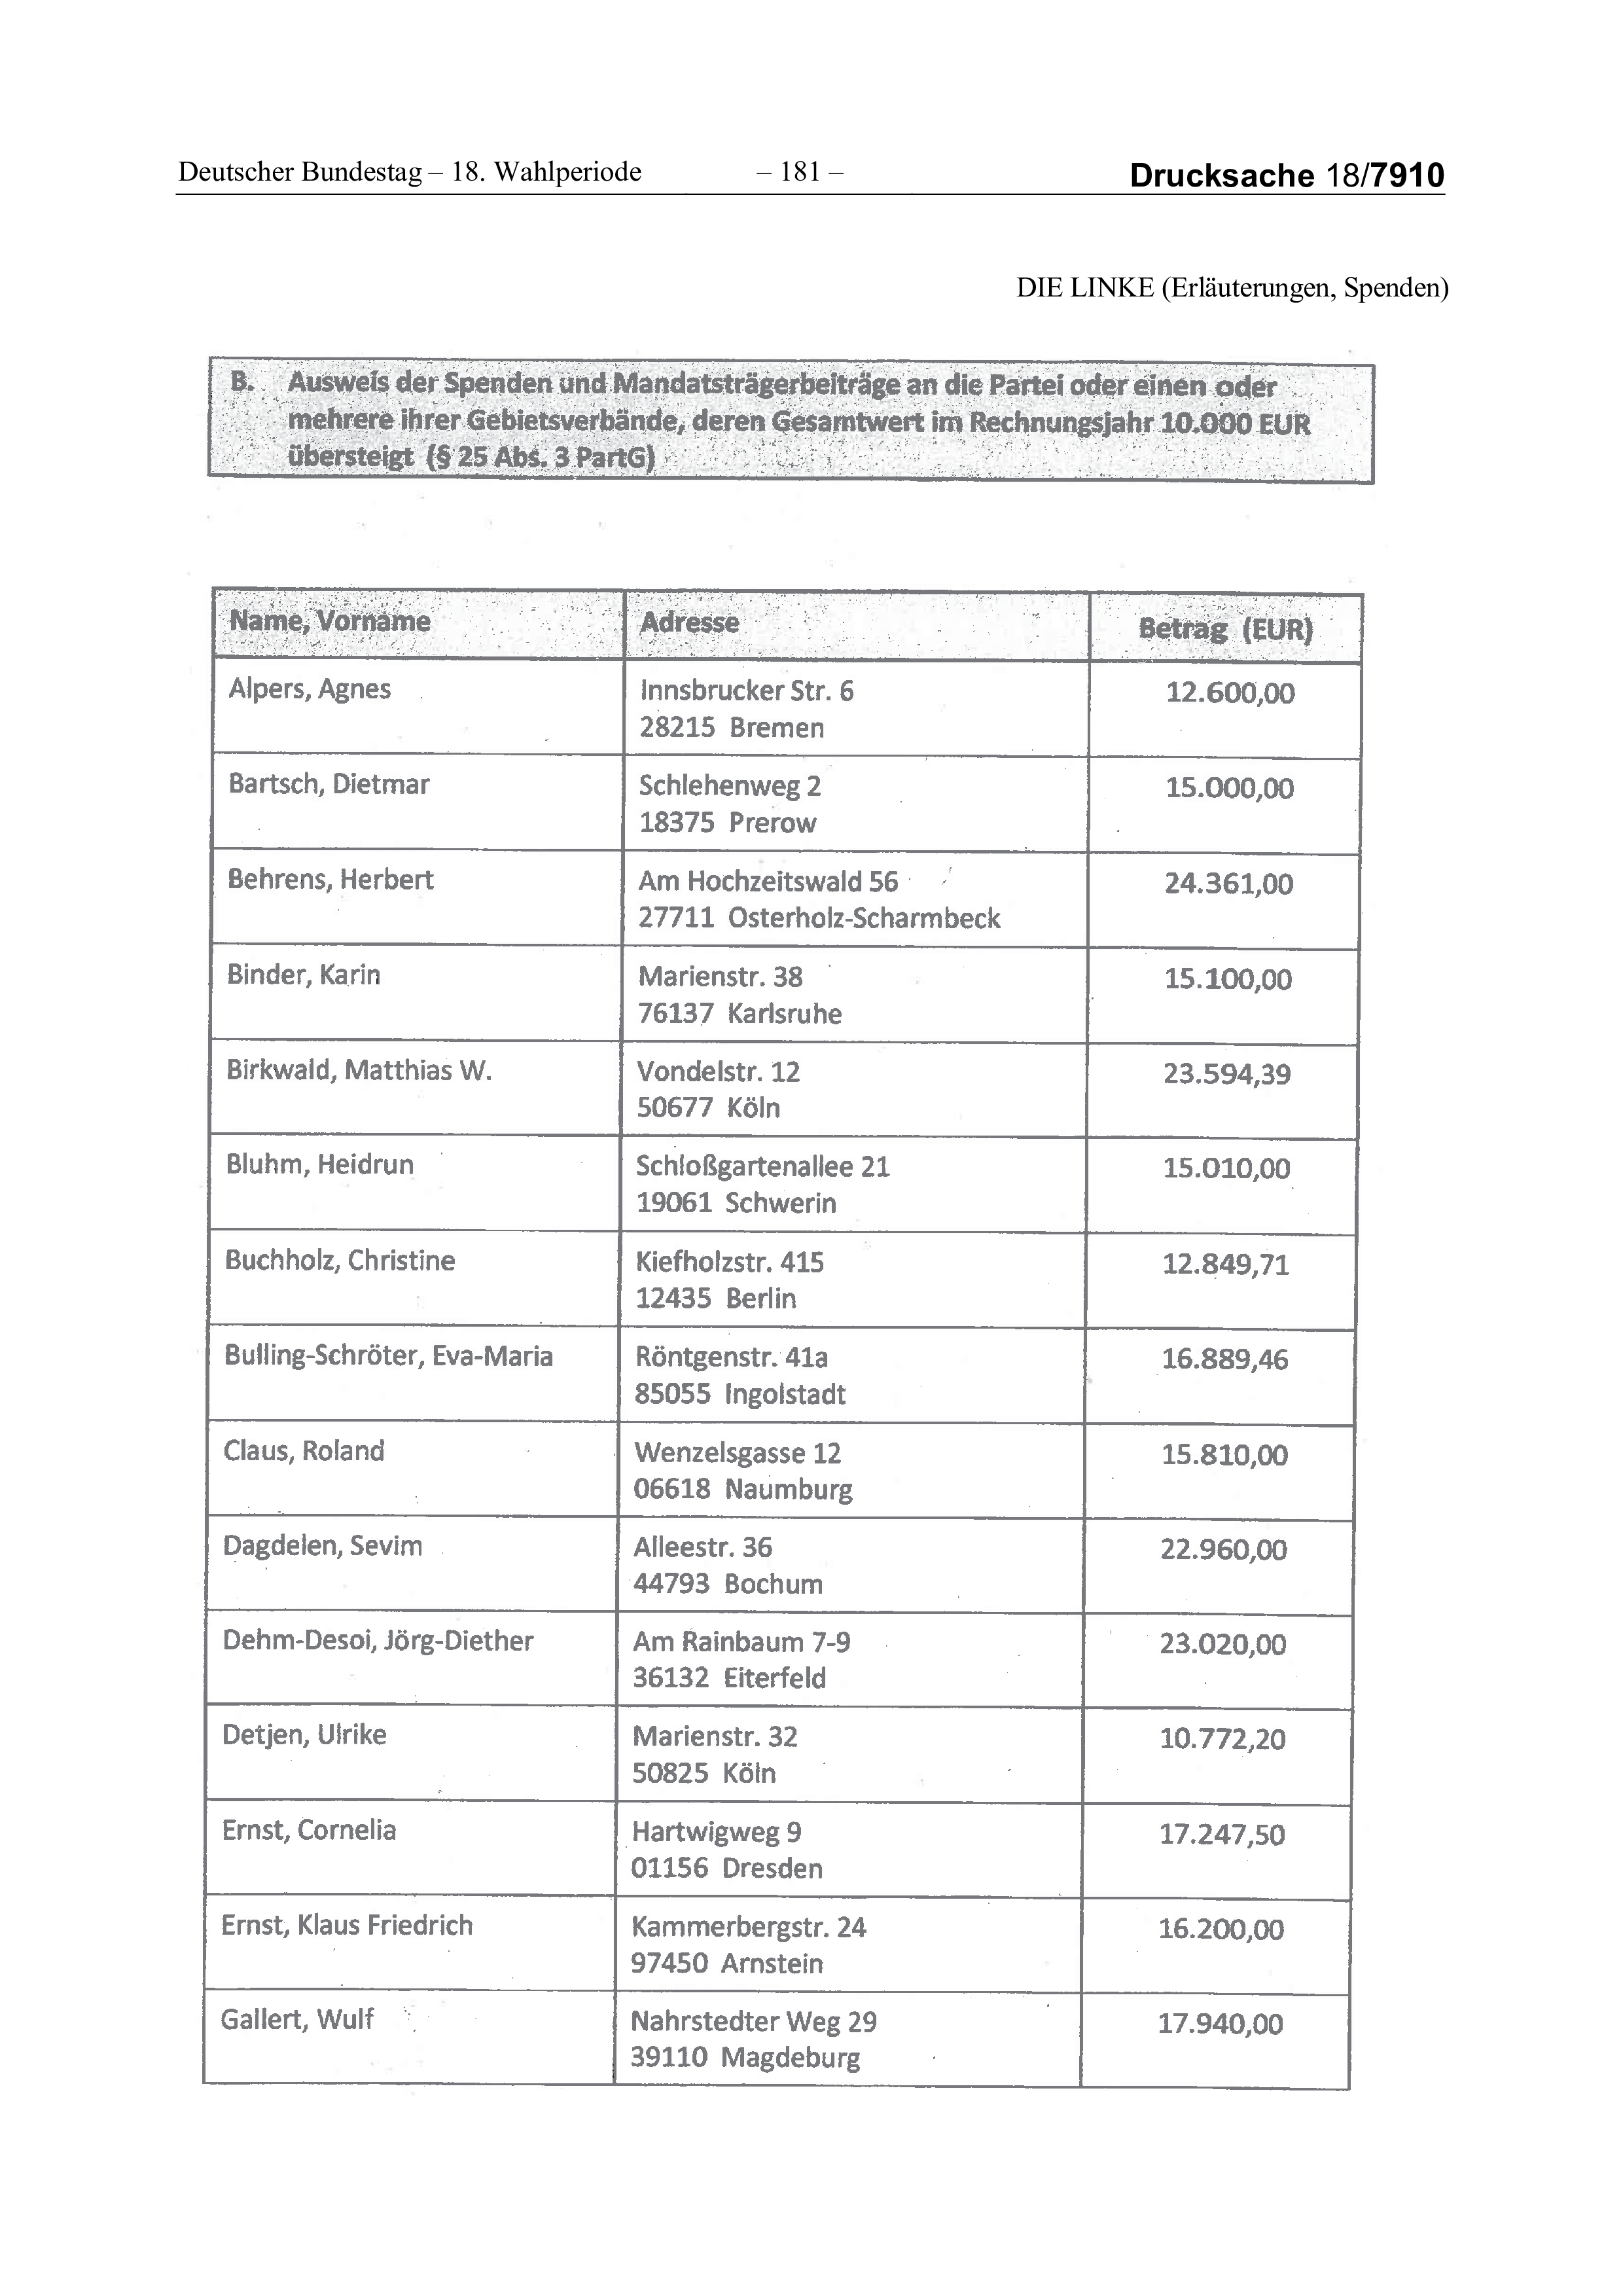 Deutscher Bundestag – 18. Wahlperiode – 181 – Drucksache 18/7910
DIE LINKE (Erläuterungen, Spenden)
B. Ausweis der Spenden und Mandatsträgerbeiträge an die Partei oder einen oder
mehrere ihrer Gebietsverbände, deren Gesamtwert im Rechnungsjahr 10.000 EUR
übersteigt (§ 25 Abs. 3 PartG)
Name, Vorname Adresse Betrag (EUR)
Alpers, Agnes Innsbrucker Str. 6 12.600,00
28215 Bremen
Bartsch, Dietmar Schlehenweg 2 15.000,00
18375 Prerow
Behrens, Herbert Am Hochzeitswald 56 24.361,00
27711 Osterholz-Scharmbeck
Binder, Karin Marienstr. 38 15.100,00
76137 Karlsruhe
Birkwald, Matthias W. Vondelstr. 12 23.594,39
50677 Köln
Bluhm, Heidrun Schloßgartenallee 21 15.010,00
19061 Schwerin
Buchholz, Christine Kiefholzstr. 415 12.849,71
12435 Berlin
Bulling-Schröter, Eva-Maria Röntgenstr. 41a 16.889,46
85055 Ingolstadt
Claus, Roland Wenzelsgasse 12 15.810,00
06618 Naumburg
Dagdelen, Sevim Alleestr. 36 22.960,00
44793 Bochum
Dehm-Desoi, Jörg-Diether Am Rainbaum 7-9 23.020,00
36132 Eiterfeld
Detjen, Ulrike Marienstr. 32 10.772,20
50825 Köln
Ernst, Cornelia Hartwigweg 9 17.247,50
01156 Dresden
Ernst, Klaus Friedrich Kammerbergstr. 24 16.200,00
97450 Arnstein
Gallert, Wulf Nahrstedter Weg 29 17.940,00
39110 Magdeburg